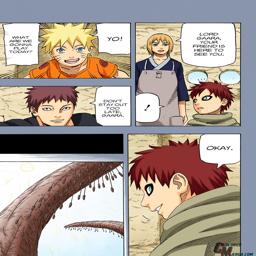 YO!
WHAT ARE WE
GONNA
PLAY
TODAY?
LORD
GAARA,
YOUR
FRIEND IS
HERE TO
SEE YOU.
DON'T STAY
OUT TOO
LATE,
GAARA.
!
OKAY.